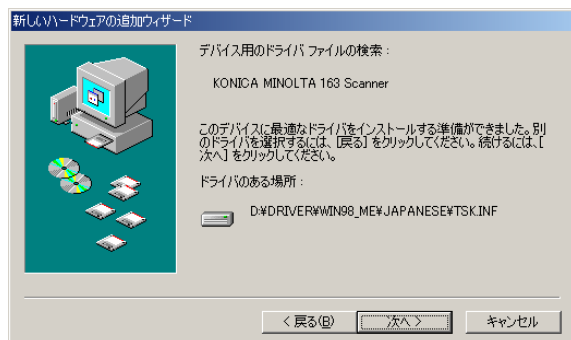 新しいハードウェアの追加ウィザード
デバイス用のドライバ ファイルの検索 :
KONICA MINOLTA 163 Scanner
このデバイスに最適なドライバをインストールする準備ができました。別
のドライバを選択するには、[戻る] をクリックしてください。続けるには、[
次へ] をクリックしてください。
ドライバのある場所 :
D:¥DRIVER¥WIN98_ME¥JAPANESE¥TSK.INF
< 戻る(B)
次へ >
キャンセル